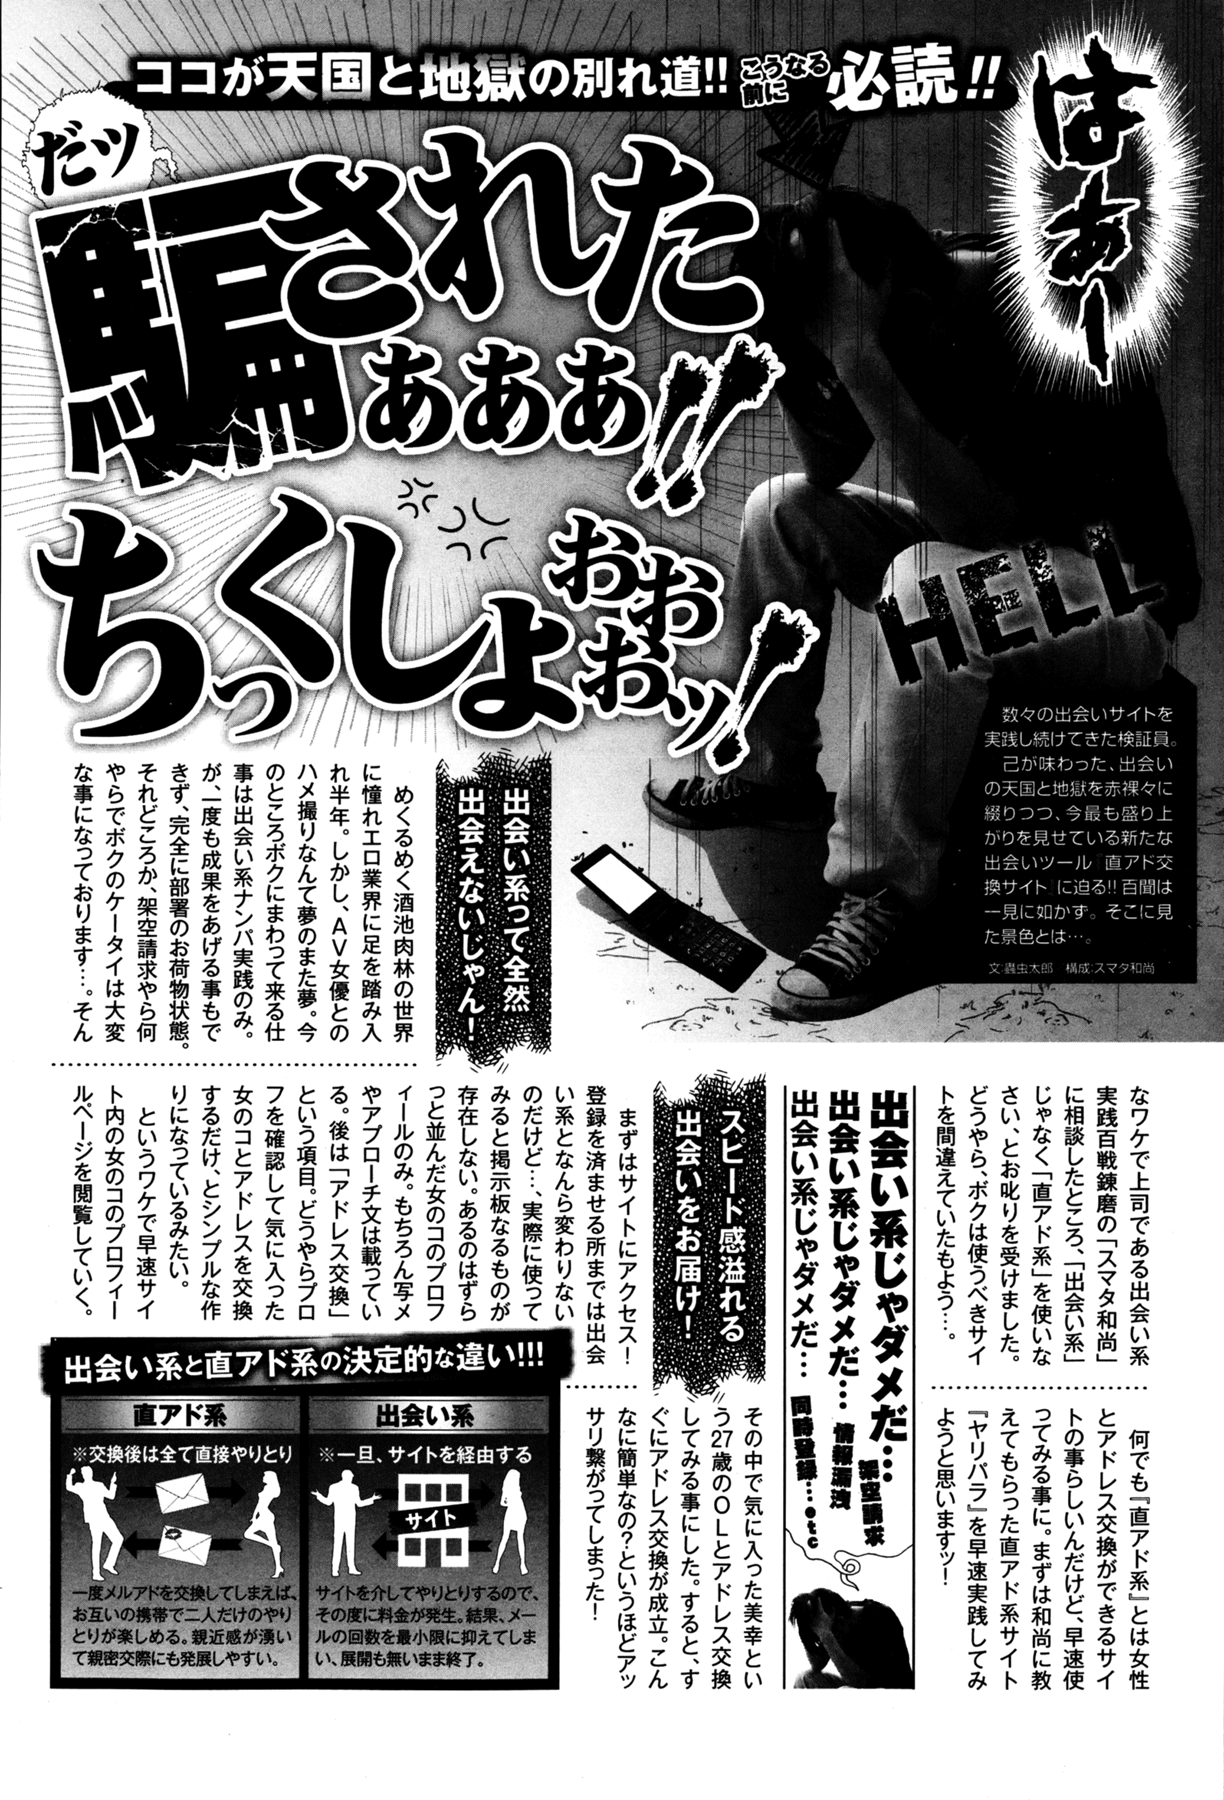 ココが天国と地獄の別れ道!!こうなる前に必読!!
はぁー
だッ
騙された
ぁぁぁ!!
ちっくしょ
おおおおッ!
HELL
数々の出会いサイトを
実践し続けてきた検証員。
己が味わった、出会い
の天国と地獄を赤裸々に
綴りつつ、今最も盛り上
がりを見せている新たな
出会いツール『直アド交
換サイト』に迫る!!百聞は
一見に如かず。そこに見
た景色とは…。
文:蟲虫太郎 構成:スマタ和尚
出会い系って全然
出会えないじゃん!
めくるめく酒池肉林の世界
に憧れエロ業界に足を踏み入
れ半年。しかし、AV女優との
ハメ撮りなんて夢のまた夢。今
のところボクにまわって来る仕
事は出会い系ナンパ実践のみ。
が、一度も成果をあげる事もで
きず、完全に部署のお荷物状態。
それどころか、架空請求やら何
やらでボクのケータイは大変
な事になっております…。そん
なワケで上司である出会い系
実践百戦錬磨の「スマタ和尚」
に相談したところ、「出会い系」
じゃなく「直アド系」を使いな
さい、とお叱りを受けました。
どうやら、ボクは使うべきサイ
トを間違えていたもよう…。
何でも『直アド系』とは女性
とアドレス交換ができるサイ
トの事らしいんだけど、早速使
ってみる事に。まずは和尚に教
えてもらった直アド系サイト
『ヤリパラ』を早速実践してみ
ようと思いますッ!
出会い系じゃダメだ…
出会い系じゃダメだ…
出会い系じゃダメだ…
架空請求
情報漏洩
同時登録…etc
スピード感溢れる
出会いをお届け!
まずはサイトにアクセス!
登録を済ませる所までは出会
い系となんら変わりない
のだけど…、実際に使って
みると掲示板なるものが
存在しない。あるのはずら
っと並んだ女のコのプロフ
ィールのみ。もちろん写メ
やアプローチ文は載ってい
る。後は「アドレス交換」
という項目。どうやらプロ
フを確認して気に入った
女のコとアドレスを交換
するだけ、とシンプルな作
りになっているみたい。
というワケで早速サイ
ト内の女のコのプロフィー
ルページを閲覧していく。
その中で気に入った美幸とい
う27歳のOLとアドレス交換
してみる事にした。すると、す
ぐにアドレス交換が成立。こん
なに簡単なの?というほどアッ
サリ繋がってしまった!
出会い系と直アド系の決定的な違い!!!
直アド系
※交換後は全て直接やりとり
一度メルアドを交換してしまえば、
お互いの携帯で二人だけのやり
とりが楽しめる。親近感が湧い
て親密交際にも発展しやすい。
出会い系
※一旦、サイトを経由する
サイト
サイトを介してやりとりするので、
その度に料金が発生。結果、メー
ルの回数を最小限に抑えてしま
い、展開も無いまま終了。